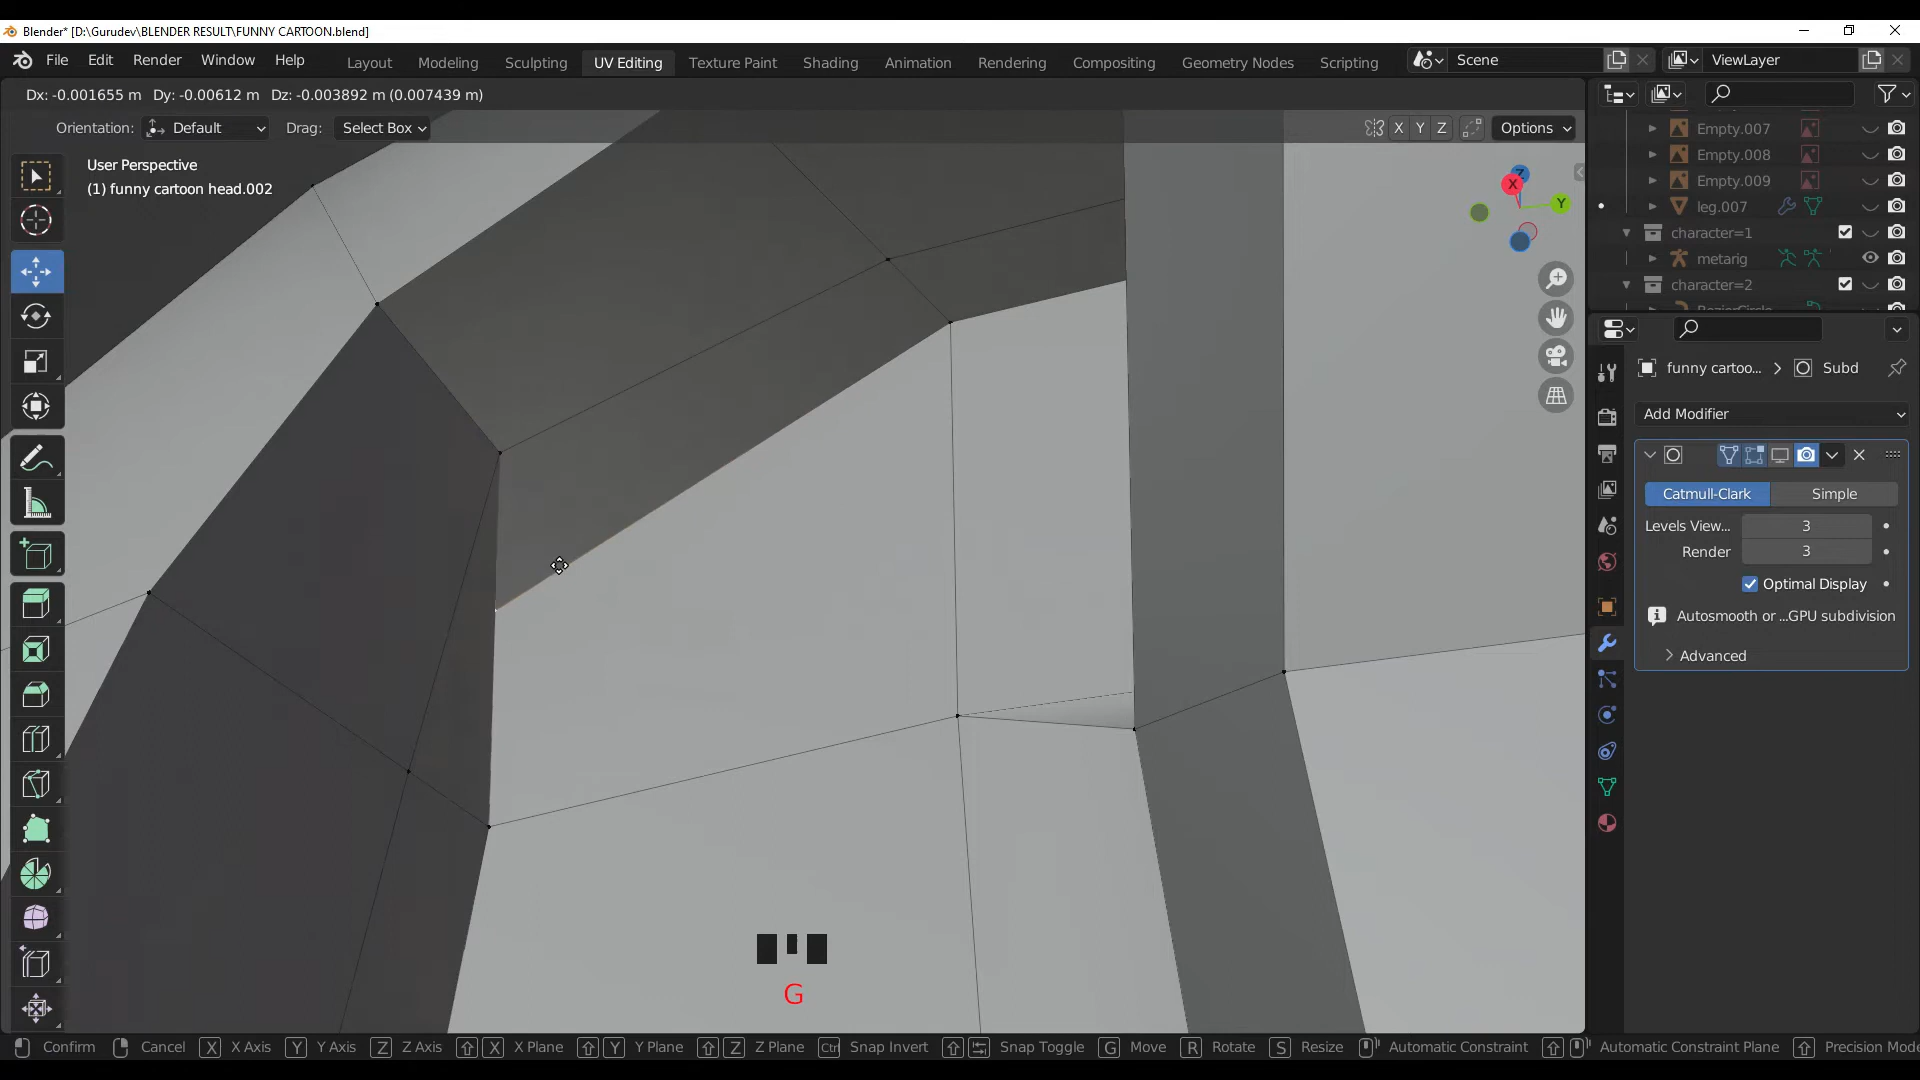 Blender* [D:\Gurudev\BLENDER RESULT\FUNNY CARTOON.blend]
File Edit Render Window Help Layout Modeling Sculpting UV Editing Texture Paint Shading Animation Rendering Compositing Geometry Nodes Scripting Scene ViewLayer
Dx: -0.001655 m Dy: -0.00612 m Dz: -0.003892 m (0.007439 m)
Orientation: Default Drag: Select Box X Y Z Options
User Perspective
(1) funny cartoon head.002
Z
X
Y
Empty.007
Empty.008
Empty.009
leg.007
character=1
metarig
character=2
BezierCircle
funny cartoo... Subd
Add Modifier
Catmull-Clark Simple
Levels View... 3
Render 3
Optimal Display
Autosmooth or ...GPU subdivision
Advanced
G
Confirm Cancel X X Axis Y Y Axis Z Z Axis X X Plane Y Y Plane Z Z Plane Ctrl Snap Invert Snap Toggle G Move R Rotate S Resize Automatic Constraint Automatic Constraint Plane Precision Mode